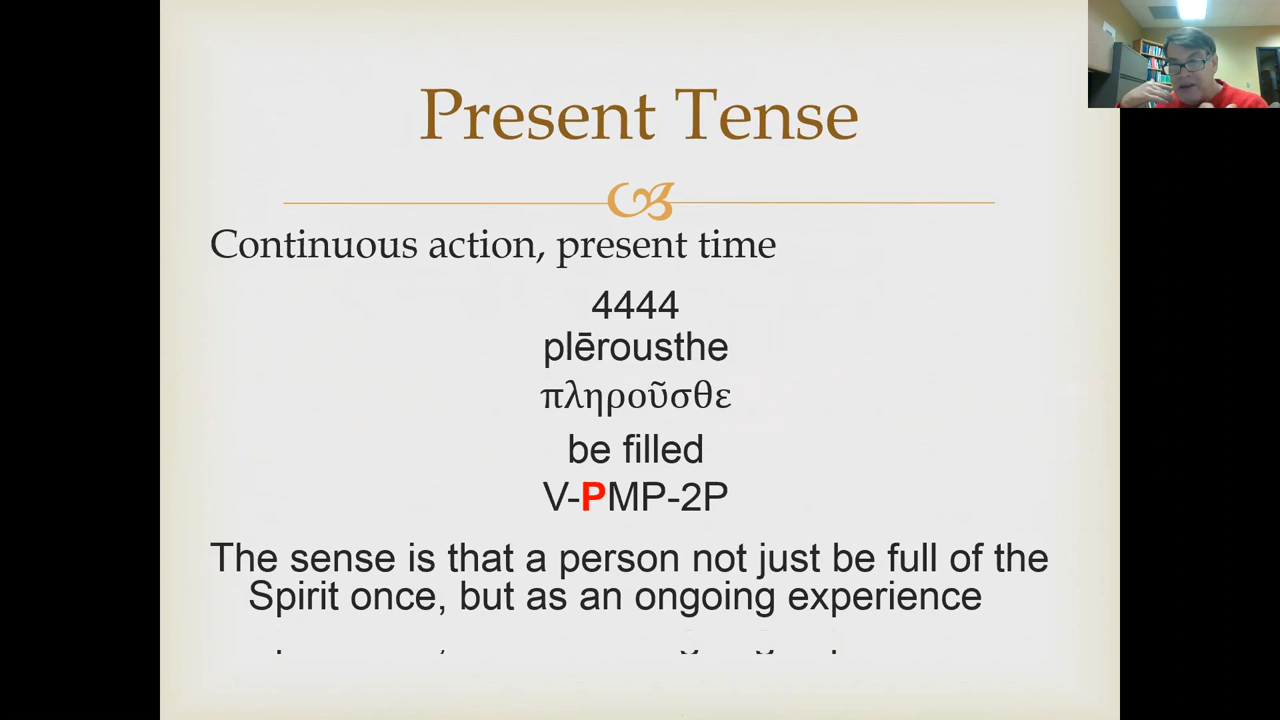 Present Tense
Continuous action, present time
4444
plērousthe
πληροῦσθε
be filled
V-PMP-2P
The sense is that a person not just be full of the
Spirit once, but as an ongoing experience